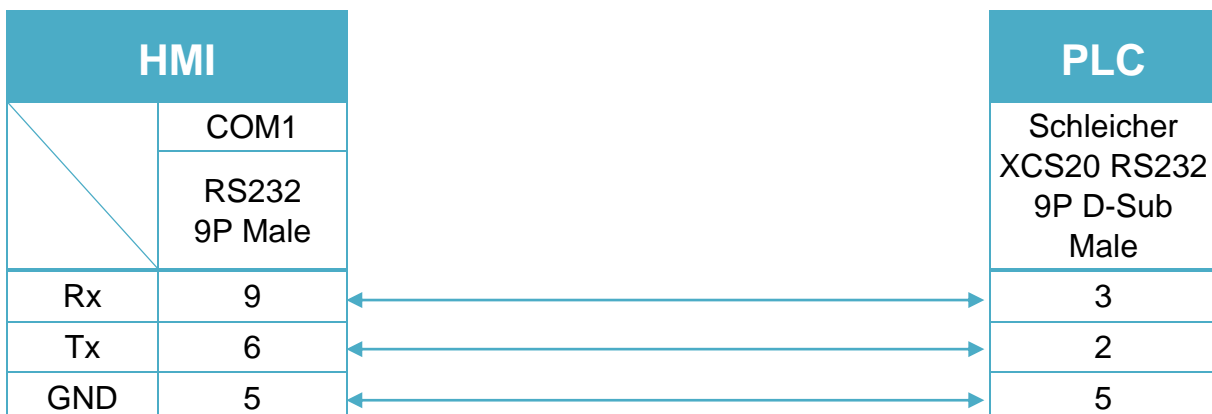 HMI
PLC
COM1
RS232
9P Male
Schleicher
XCS20 RS232
9P D-Sub
Male
Rx 9 3
Tx 6 2
GND 5 5